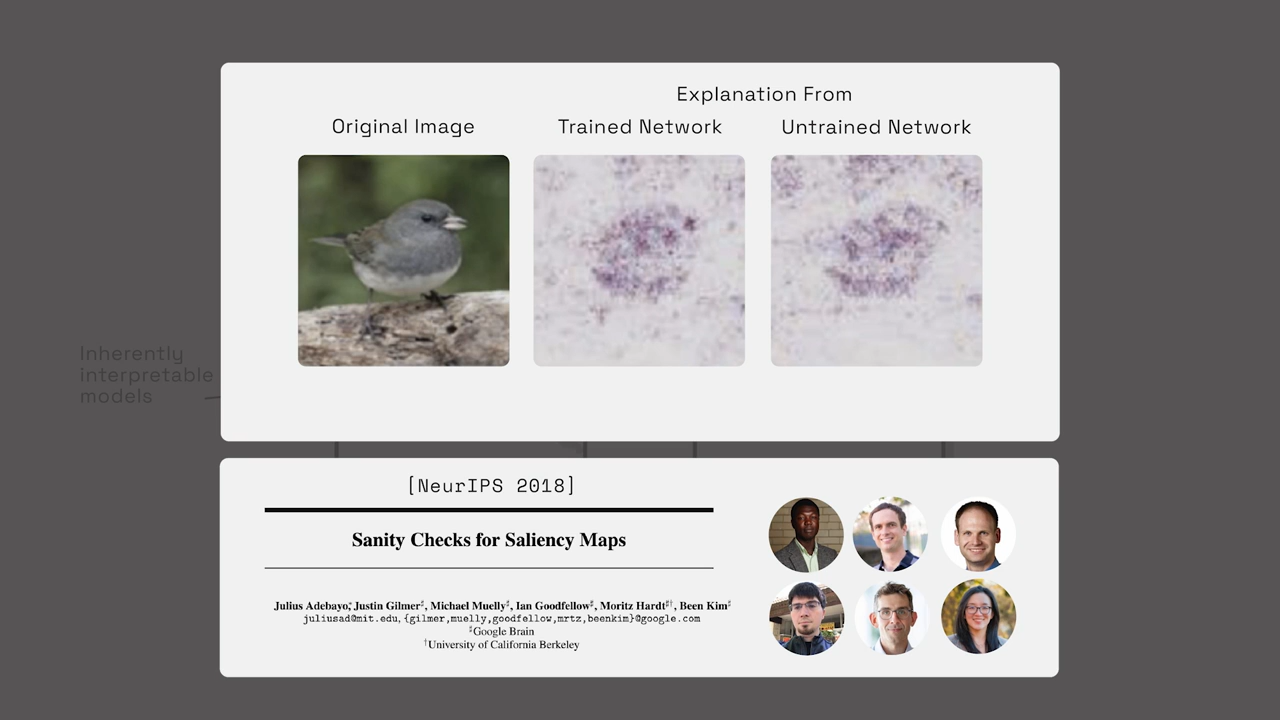 Explanation From
Original Image
Trained Network
Untrained Network
Inherently
interpretable
models
[NeurIPS 2018]
Sanity Checks for Saliency Maps
Julius Adebayo,* Justin Gilmer♯, Michael Muelly♯, Ian Goodfellow♯, Moritz Hardt♯†, Been Kim♯
juliusad@mit.edu, {gilmer,muelly,goodfellow,mrtz,beenkim}@google.com
♯Google Brain
†University of California Berkeley